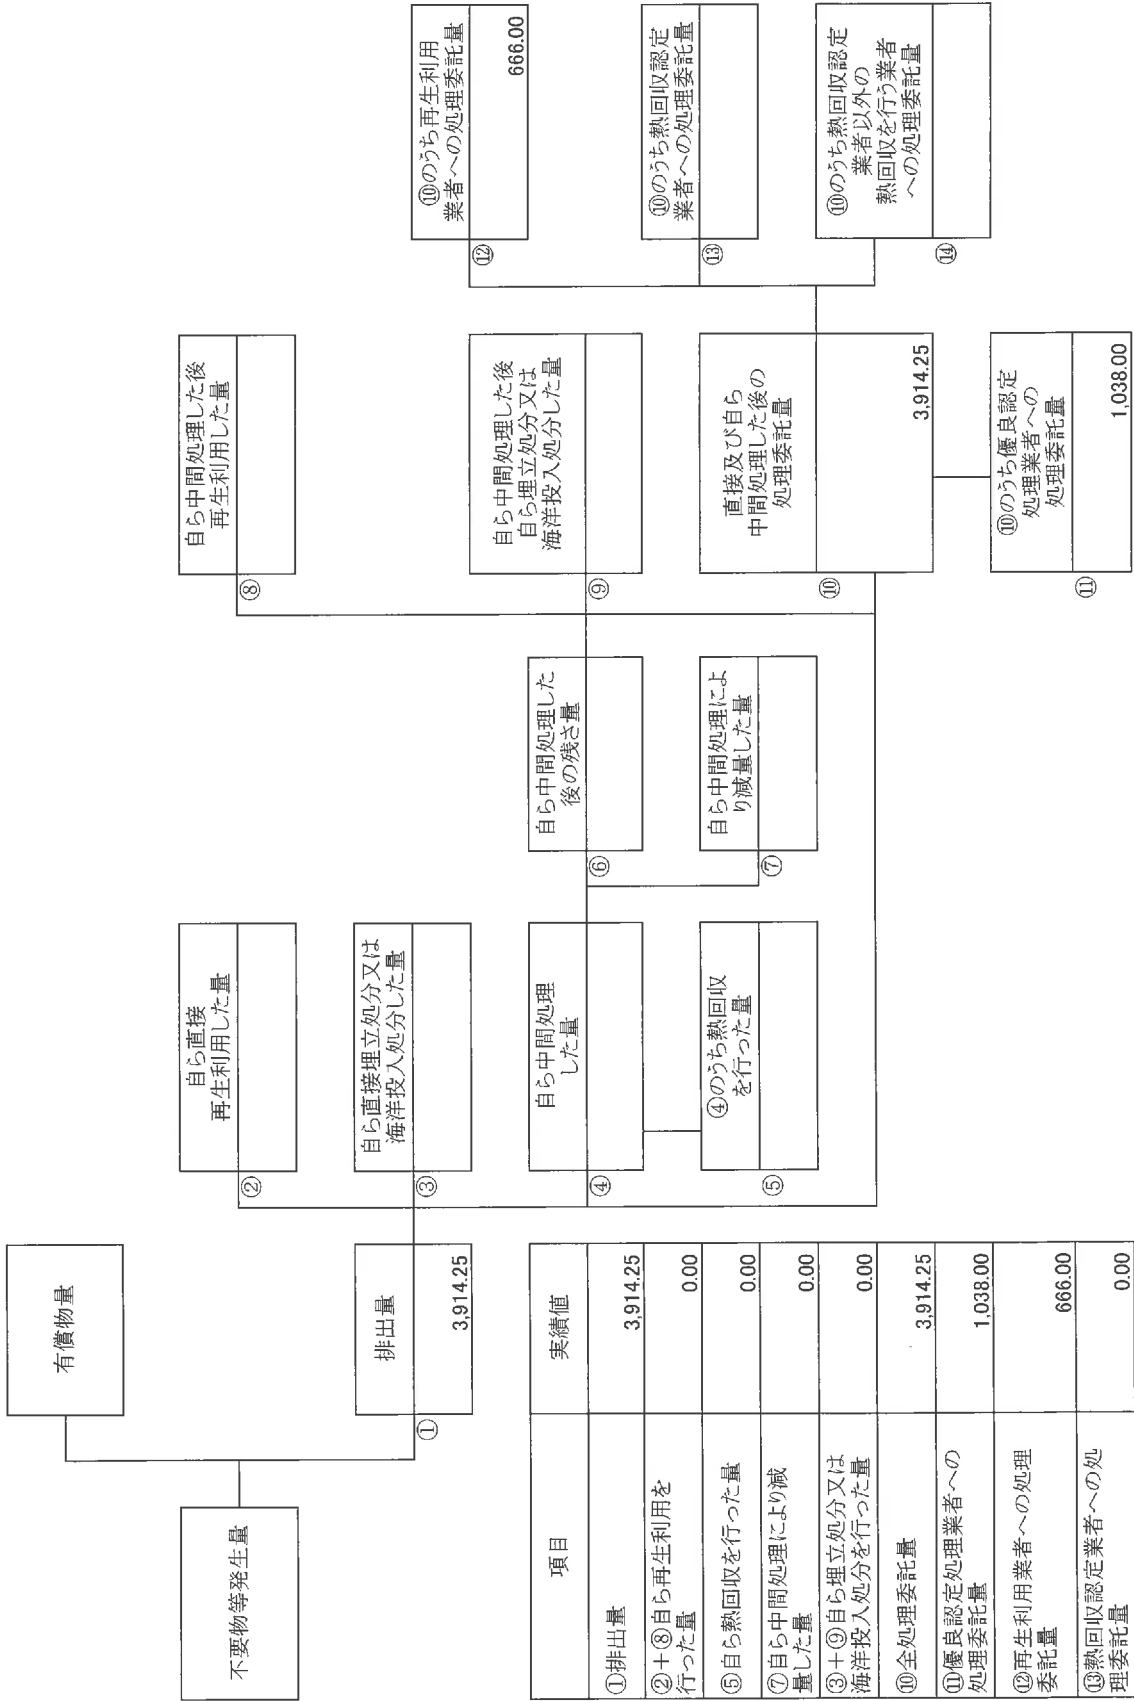 不要物等発生量
有償物量
①
排出量
3,914.25
②
自ら直接
再生利用した量
③
自ら直接埋立処分又は
海洋投入処分した量
④
自ら中間処理
した量
⑤
④のうち熱回収
を行った量
⑥
自ら中間処理した
後の残さ量
⑦
自ら中間処理によ
り減量した量
⑧
自ら中間処理した後
再生利用した量
⑨
自ら中間処理した後
自ら埋立処分又は
海洋投入処分した量
⑩
直接及び自ら
中間処理した後の
処理委託量
3,914.25
⑪
⑩のうち優良認定
処理業者への
処理委託量
1,038.00
⑫
⑩のうち再生利用
業者への処理委託量
666.00
⑬
⑩のうち熱回収認定
業者への処理委託量
⑭
⑩のうち熱回収認定
業者以外の
熱回収を行う業者
への処理委託量
項目 実績値
①排出量 3,914.25
②+⑧自ら再生利用を
行った量 0.00
⑤自ら熱回収を行った量 0.00
⑦自ら中間処理により減
量した量 0.00
③+⑨自ら埋立処分又は
海洋投入処分を行った量 0.00
⑩全処理委託量 3,914.25
⑪優良認定処理業者への
処理委託量 1,038.00
⑫再生利用業者への処理
委託量 666.00
⑬熱回収認定業者への処
理委託量 0.00